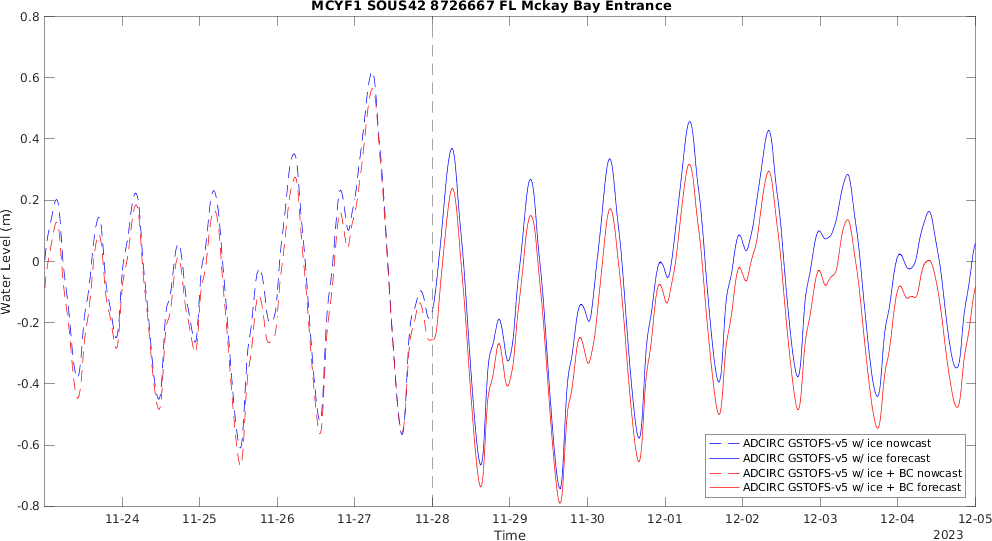 MCYF1 SOUS42 8726667 FL Mckay Bay Entrance
Water Level (m)
0.8
0.6
0.4
0.2
0
-0.2
-0.4
-0.6
-0.8
ADCIRC GSTOFS-v5 w/ ice nowcast
ADCIRC GSTOFS-v5 w/ ice forecast
ADCIRC GSTOFS-v5 w/ ice + BC nowcast
ADCIRC GSTOFS-v5 w/ ice + BC forecast
11-24 11-25 11-26 11-27 11-28 11-29 11-30 12-01 12-02 12-03 12-04 12-05
Time
2023